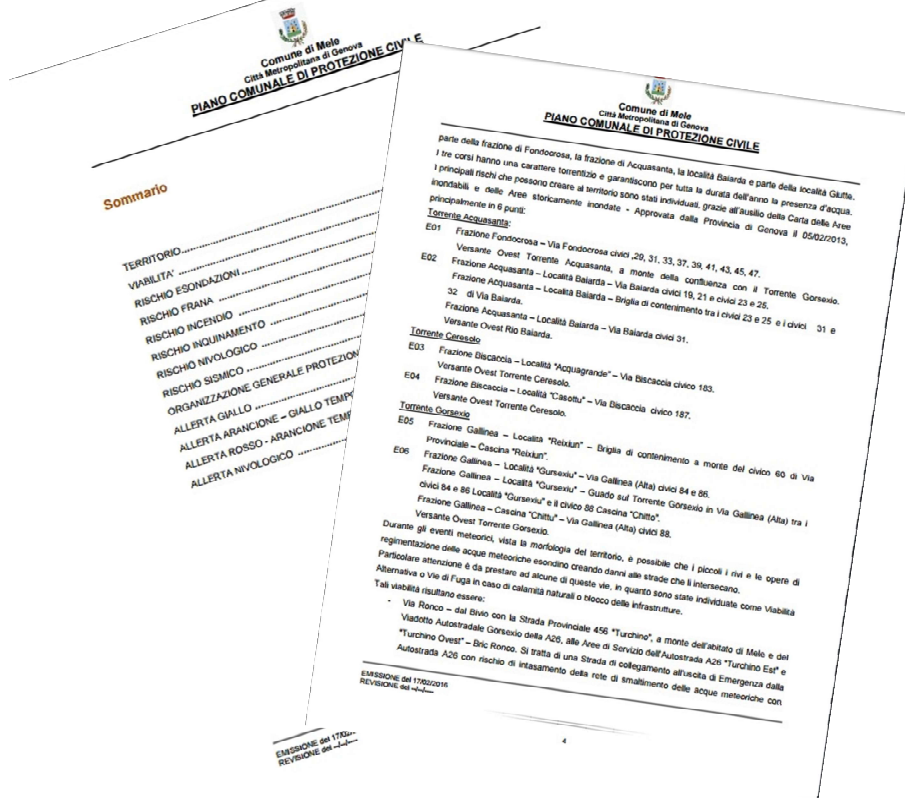 Comune di Mele
Città Metropolitana di Genova
PIANO COMUNALE DI PROTEZIONE CIVILE
Sommario
TERRITORIO
VIABILITA'
RISCHIO ESONDAZIONI
RISCHIO FRANA
RISCHIO INCENDIO
RISCHIO INQUINAMENTO
RISCHIO NIVOLOGICO
RISCHIO SISMICO
ORGANIZZAZIONE GENERALE PROTEZION
ALLERTA GIALLO
ALLERTA ARANCIONE – GIALLO TEMPO
ALLERTA ROSSO - ARANCIONE TEM
ALLERTA NIVOLOGICO
EMISSIONE del 17/02/
REVISIONE del --/--/----
Comune di Mele
Città Metropolitana di Genova
PIANO COMUNALE DI PROTEZIONE CIVILE
parte della frazione di Fondocrosa, la frazione di Acquasanta, la località Baiarda e parte della località Giutte.
I tre corsi hanno una carattere torrentizio e garantiscono per tutta la durata dell'anno la presenza d'acqua.
I principali rischi che possono creare al territorio sono stati individuati, grazie all'ausilio della Carta delle Aree
inondabili e delle Aree storicamente inondate - Approvata dalla Provincia di Genova il 05/02/2013,
principalmente in 6 punti:
Torrente Acquasanta:
E01 Frazione Fondocrosa – Via Fondocrosa civici ,29, 31, 33, 37, 39, 41, 43, 45, 47.
Versante Ovest Torrente Acquasanta, a monte della confluenza con il Torrente Gorsexio.
E02 Frazione Acquasanta – Località Baiarda – Via Baiarda civici 19, 21 e civici 23 e 25.
Frazione Acquasanta – Località Baiarda – Briglia di contenimento tra i civici 23 e 25 e i civici 31 e
32 di Via Baiarda.
Frazione Acquasanta – Località Baiarda – Via Baiarda civici 31.
Versante Ovest Rio Baiarda.
Torrente Ceresolo
E03 Frazione Biscaccia – Località "Acquagrande" – Via Biscaccia civico 183.
Versante Ovest Torrente Ceresolo.
E04 Frazione Biscaccia – Località "Casottu" – Via Biscaccia civico 187.
Versante Ovest Torrente Ceresolo.
Torrente Gorsexio
E05 Frazione Gallinea – Località "Reixiun" – Briglia di contenimento a monte del civico 60 di Via
Provinciale – Cascina "Reixiun".
E06 Frazione Gallinea – Località "Gursexiu" – Via Gallinea (Alta) civici 84 e 86.
Frazione Gallinea – Località "Gursexiu" – Guado sul Torrente Gorsexio in Via Gallinea (Alta) tra i
civici 84 e 86 Località "Gursexiu" e il civico 88 Cascina "Chitto".
Frazione Gallinea – Cascina "Chittu" – Via Gallinea (Alta) civici 88.
Versante Ovest Torrente Gorsexio.
Durante gli eventi meteorici, vista la morfologia del territorio, è possibile che i piccoli i rivi e le opere di
regimentazione delle acque meteoriche esondino creando danni alle strade che li intersecano.
Particolare attenzione è da prestare ad alcune di queste vie, in quanto sono state individuate come Viabilità
Alternativa o Vie di Fuga in caso di calamità naturali o blocco delle infrastrutture.
Tali viabilità risultano essere:
- Via Ronco – dal Bivio con la Strada Provinciale 456 "Turchino", a monte dell'abitato di Mele e del
Viadotto Autostradale Gorsexio della A26, alle Aree di Servizio dell'Autostrada A26 "Turchino Est" e
"Turchino Ovest" – Bric Ronco. Si tratta di una Strada di collegamento all'uscita di Emergenza dalla
Autostrada A26 con rischio di intasamento della rete di smaltimento delle acque meteoriche con
EMISSIONE del 17/02/2016
REVISIONE del --/--/----
4